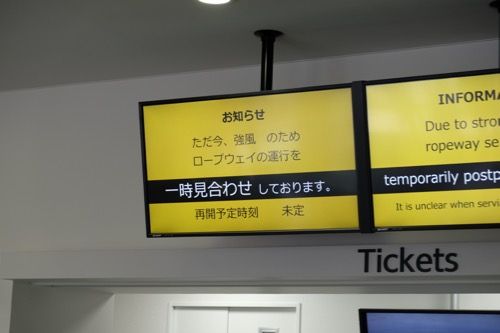 お知らせ
ただ今、強風 のため
ロープウェイの運行を
一時見合わせ しております。
再開予定時刻 未定
INFORMA
Due to stro
ropeway se
temporarily postp
It is unclear when servi
Tickets